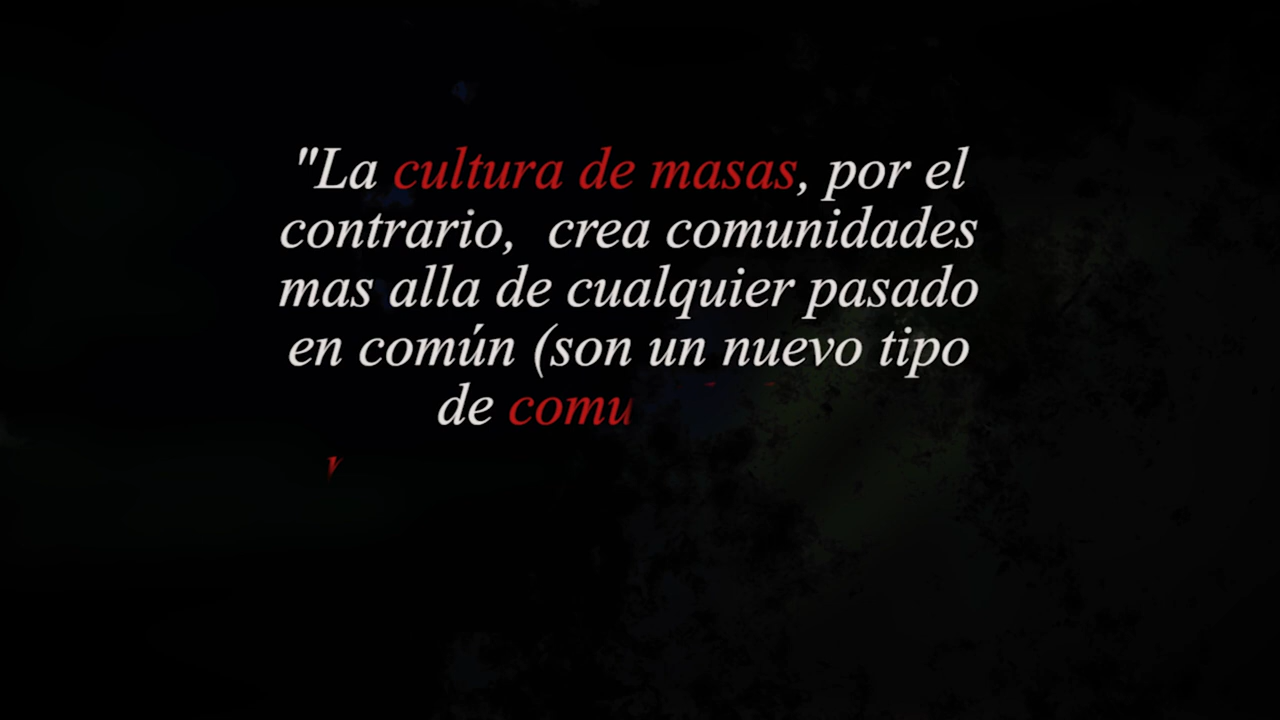 "La cultura de masas, por el
contrario, crea comunidades
mas alla de cualquier pasado
en común (son un nuevo tipo
de comu